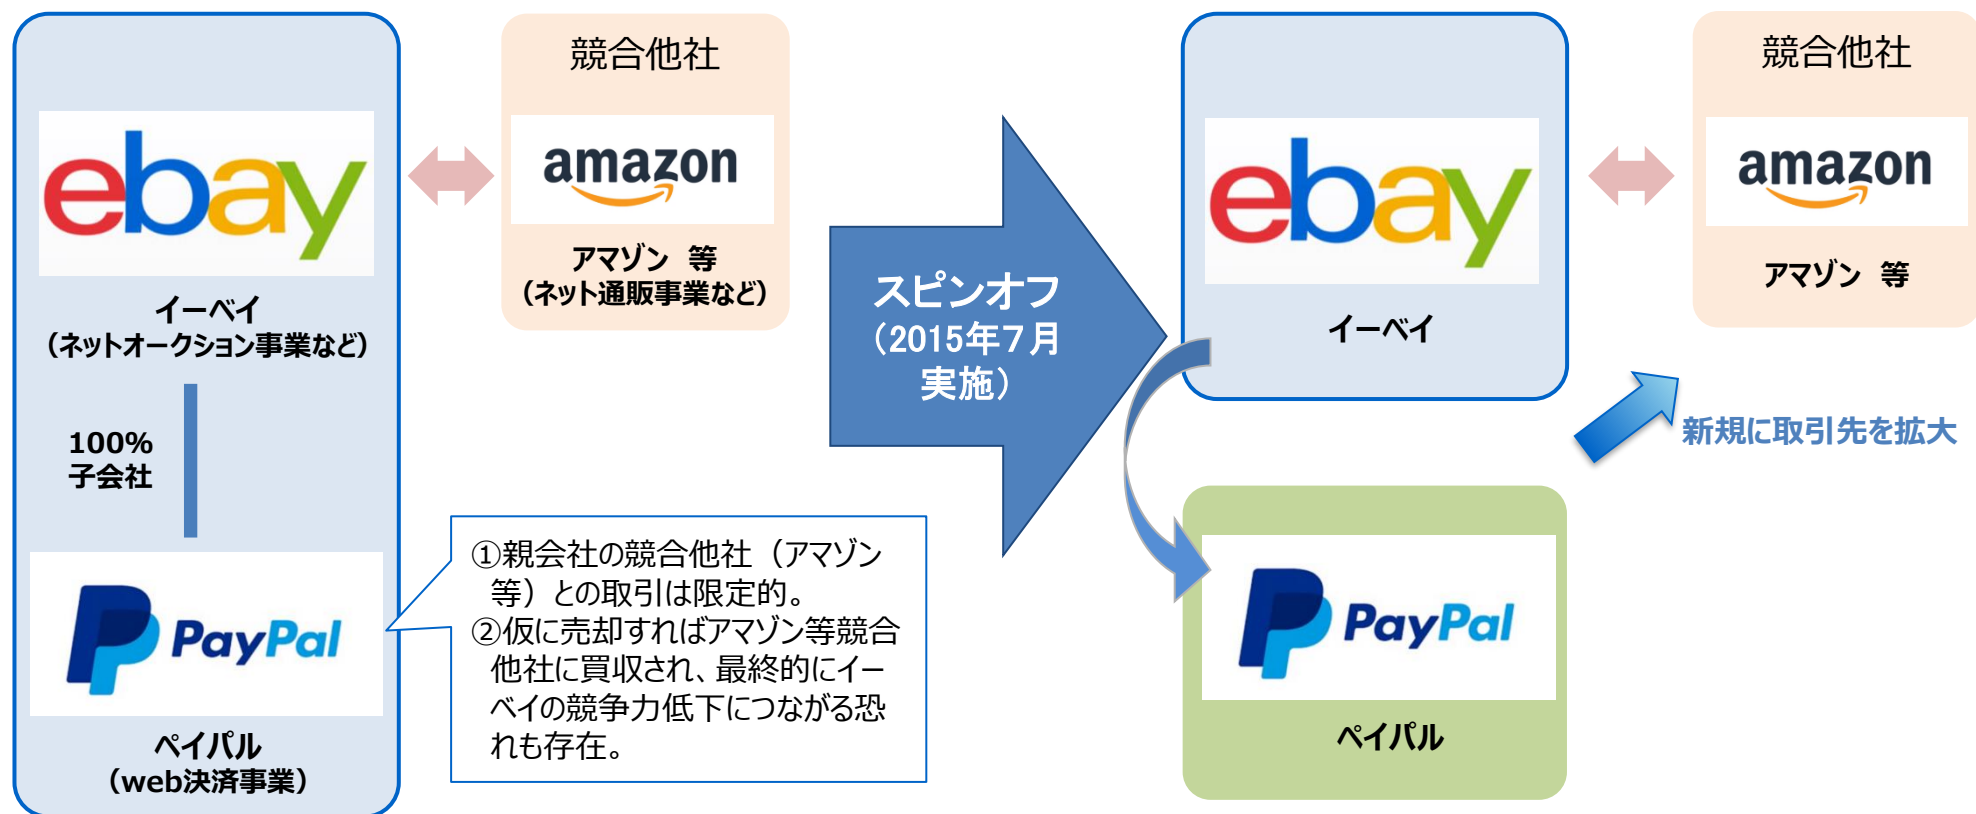 ebay
イーベイ
（ネットオークション事業など）
100%
子会社
PayPal
ペイパル
（web決済事業）
競合他社
amazon
アマゾン　等
（ネット通販事業など）
①親会社の競合他社（アマゾン
等）との取引は限定的。
②仮に売却すればアマゾン等競合
他社に買収され、最終的にイー
ベイの競争力低下につながる恐
れも存在。
スピンオフ
（2015年７月
実施）
ebay
イーベイ
競合他社
amazon
アマゾン　等
新規に取引先を拡大
PayPal
ペイパル